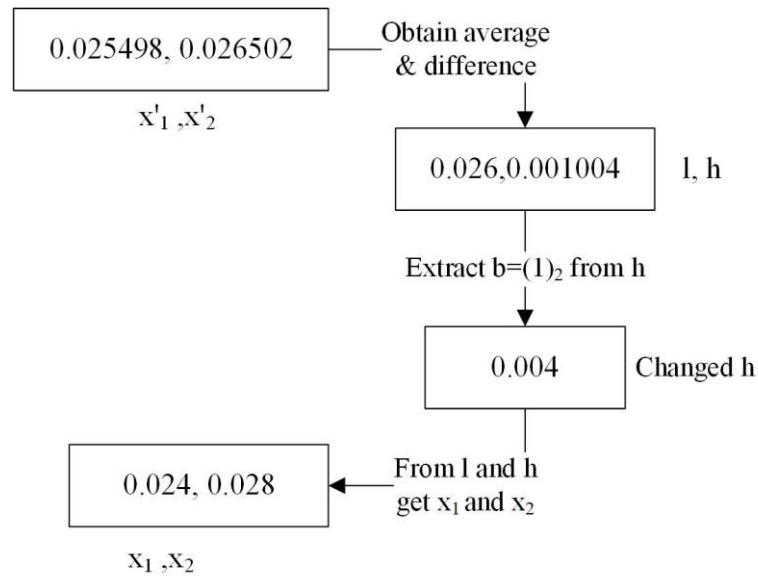 0.025498, 0.026502
x'₁ ,x'₂
Obtain average
& difference
0.026,0.001004
l, h
Extract b=(1)₂ from h
0.004
Changed h
From l and h
get x₁ and x₂
0.024, 0.028
x₁ ,x₂